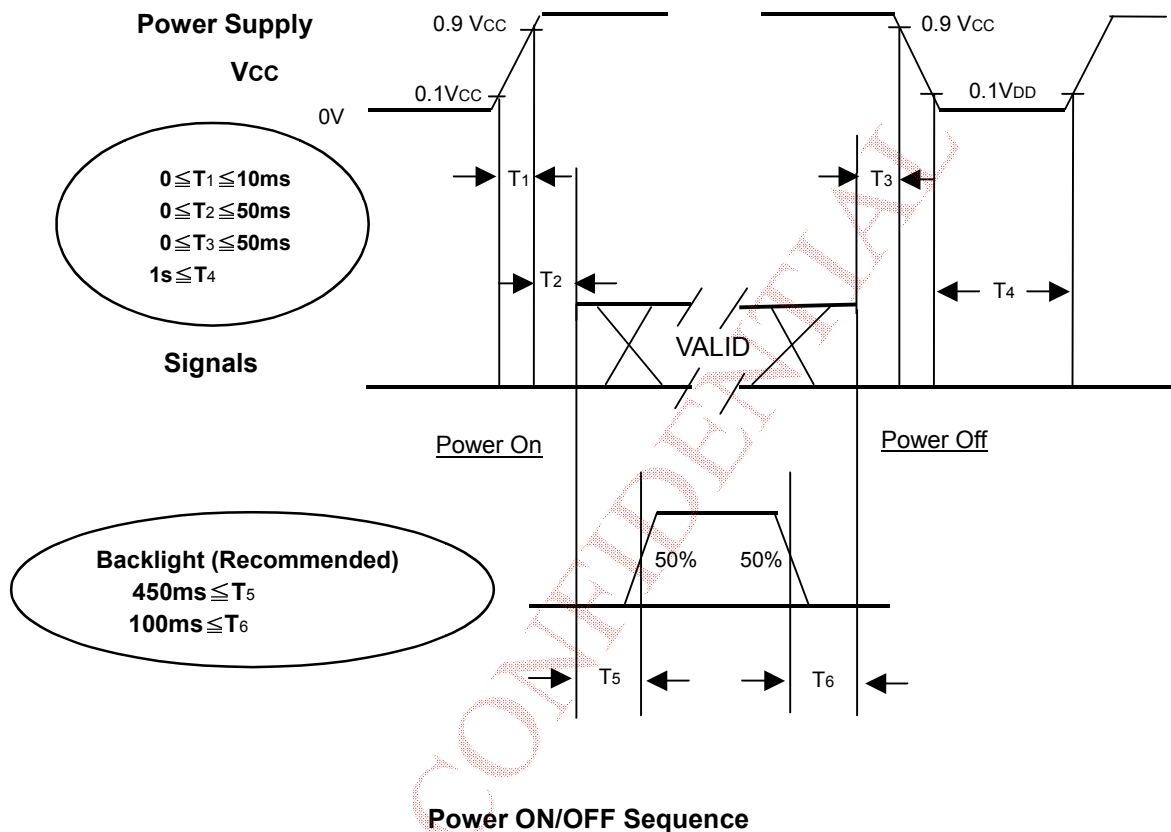 Power Supply
VCC
0.9 VCC
0.9 VCC
0.1VCC
0.1VDD
0V
0≦T1≦10ms
0≦T2≦50ms
0≦T3≦50ms
1s≦T4
T1
T3
T2
T4
VALID
Signals
Power On
Power Off
Backlight (Recommended)
450ms≦T5
100ms≦T6
50%
50%
T5
T6
CONFIDENTIAL
Power ON/OFF Sequence